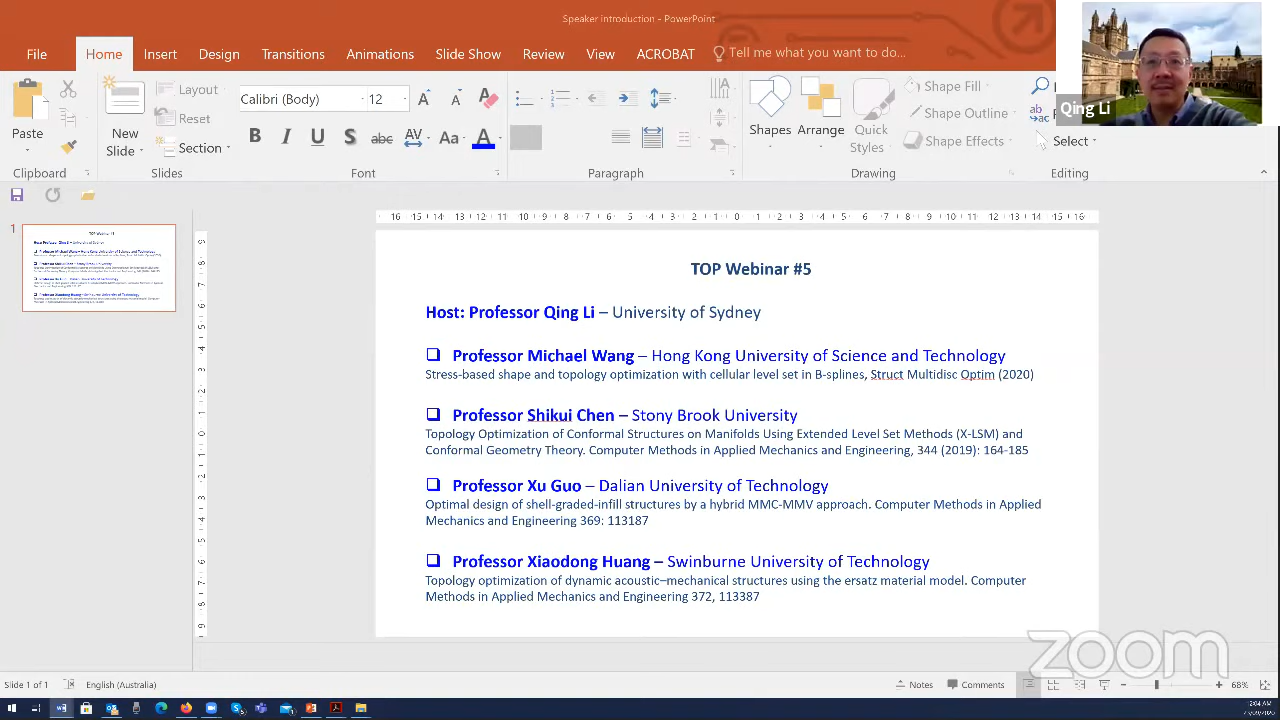 Speaker introduction - PowerPoint
File Home Insert Design Transitions Animations Slide Show Review View ACROBAT Tell me what you want to do...
Qing Li
Paste
New Slide
Layout
Reset
Section
Calibri (Body) 12
Shapes Arrange Quick Styles
Shape Fill
Shape Outline
Shape Effects
Select
Clipboard Slides Font Paragraph Drawing Editing
1
TOP Webinar #5
Host: Professor Qing Li – University of Sydney
Professor Michael Wang – Hong Kong University of Science and Technology
Stress-based shape and topology optimization with cellular level set in B-splines, Struct Multidisc Optim (2020)
Professor Shikui Chen – Stony Brook University
Topology Optimization of Conformal Structures on Manifolds Using Extended Level Set Methods (X-LSM) and
Conformal Geometry Theory. Computer Methods in Applied Mechanics and Engineering, 344 (2019): 164-185
Professor Xu Guo – Dalian University of Technology
Optimal design of shell-graded-infill structures by a hybrid MMC-MMV approach. Computer Methods in Applied
Mechanics and Engineering 369: 113187
Professor Xiaodong Huang – Swinburne University of Technology
Topology optimization of dynamic acoustic–mechanical structures using the ersatz material model. Computer
Methods in Applied Mechanics and Engineering 372, 113387
zoom
Slide 1 of 1 English (Australia) Notes Comments 68%
2:04 AM